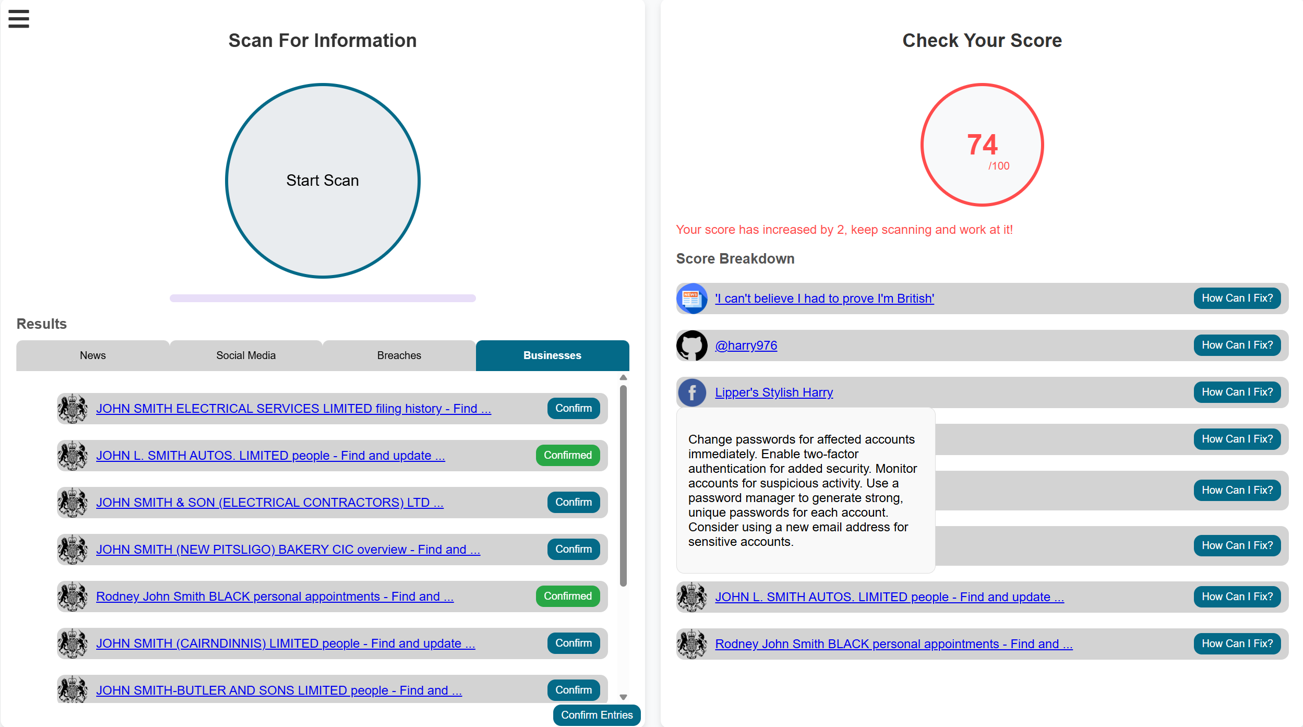 Scan For Information
Start Scan
Results
News
Social Media
Breaches
Businesses
JOHN SMITH ELECTRICAL SERVICES LIMITED filing history - Find ...
Confirm
JOHN L. SMITH AUTOS. LIMITED people - Find and update ...
Confirmed
JOHN SMITH & SON (ELECTRICAL CONTRACTORS) LTD ...
Confirm
JOHN SMITH (NEW PITSLIGO) BAKERY CIC overview - Find and ...
Confirm
Rodney John Smith BLACK personal appointments - Find and ...
Confirmed
JOHN SMITH (CAIRNDINNIS) LIMITED people - Find and update ...
Confirm
JOHN SMITH-BUTLER AND SONS LIMITED people - Find and ...
Confirm
Confirm Entries
Check Your Score
74
/100
Your score has increased by 2, keep scanning and work at it!
Score Breakdown
NEWS
'I can't believe I had to prove I'm British'
How Can I Fix?
@harry976
How Can I Fix?
Lipper's Stylish Harry
How Can I Fix?
Change passwords for affected accounts
immediately. Enable two-factor
authentication for added security. Monitor
accounts for suspicious activity. Use a
password manager to generate strong,
unique passwords for each account.
Consider using a new email address for
sensitive accounts.
How Can I Fix?
How Can I Fix?
How Can I Fix?
JOHN L. SMITH AUTOS. LIMITED people - Find and update ...
How Can I Fix?
Rodney John Smith BLACK personal appointments - Find and ...
How Can I Fix?